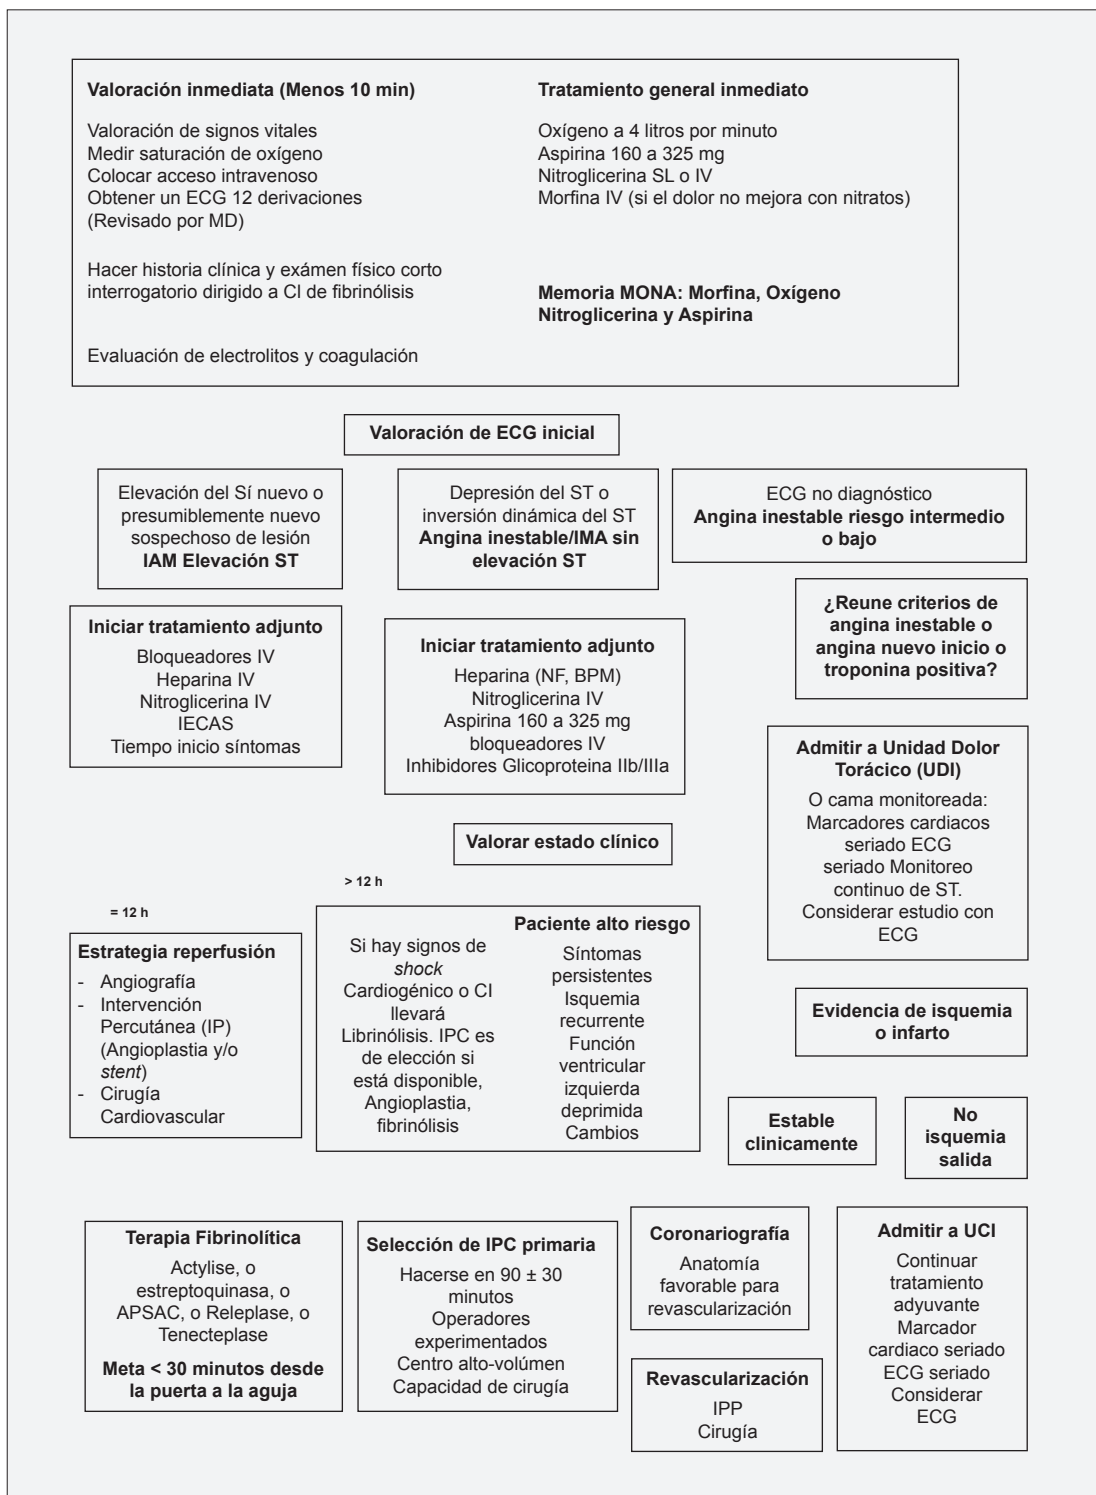 Valoración inmediata (Menos 10 min)
Valoración de signos vitales
Medir saturación de oxígeno
Colocar acceso intravenoso
Obtener un ECG 12 derivaciones
(Revisado por MD)
Hacer historia clínica y exámen físico corto
interrogatorio dirigido a CI de fibrinólisis
Evaluación de electrolitos y coagulación
Tratamiento general inmediato
Oxígeno a 4 litros por minuto
Aspirina 160 a 325 mg
Nitroglicerina SL o IV
Morfina IV (si el dolor no mejora con nitratos)
Memoria MONA: Morfina, Oxígeno
Nitroglicerina y Aspirina
Valoración de ECG inicial
Elevación del Sí nuevo o
presumiblemente nuevo
sospechoso de lesión
IAM Elevación ST
Depresión del ST o
inversión dinámica del ST
Angina inestable/IMA sin
elevación ST
ECG no diagnóstico
Angina inestable riesgo intermedio
o bajo
Iniciar tratamiento adjunto
Bloqueadores IV
Heparina IV
Nitroglicerina IV
IECAS
Tiempo inicio síntomas
Iniciar tratamiento adjunto
Heparina (NF, BPM)
Nitroglicerina IV
Aspirina 160 a 325 mg
bloqueadores IV
Inhibidores Glicoproteina IIb/IIIa
¿Reune criterios de
angina inestable o
angina nuevo inicio o
troponina positiva?
Admitir a Unidad Dolor
Torácico (UDI)
O cama monitoreada:
Marcadores cardiacos
seriado ECG
seriado Monitoreo
continuo de ST.
Considerar estudio con
ECG
Valorar estado clínico
> 12 h
= 12 h
Estrategia reperfusión
- Angiografía
- Intervención
Percutánea (IP)
(Angioplastia y/o
stent)
- Cirugía
Cardiovascular
Si hay signos de
shock
Cardiogénico o CI
llevará
Librinólisis. IPC es
de elección si
está disponible,
Angioplastia,
fibrinólisis
Paciente alto riesgo
Síntomas
persistentes
Isquemia
recurrente
Función
ventricular
izquierda
deprimida
Cambios
Evidencia de isquemia
o infarto
Estable
clinicamente
No
isquemia
salida
Terapia Fibrinolítica
Actylise, o
estreptoquinasa, o
APSAC, o Releplase, o
Tenecteplase
Meta < 30 minutos desde
la puerta a la aguja
Selección de IPC primaria
Hacerse en 90 ± 30
minutos
Operadores
experimentados
Centro alto-volúmen
Capacidad de cirugía
Coronariografía
Anatomía
favorable para
revascularización
Revascularización
IPP
Cirugía
Admitir a UCI
Continuar
tratamiento
adyuvante
Marcador
cardiaco seriado
ECG seriado
Considerar
ECG